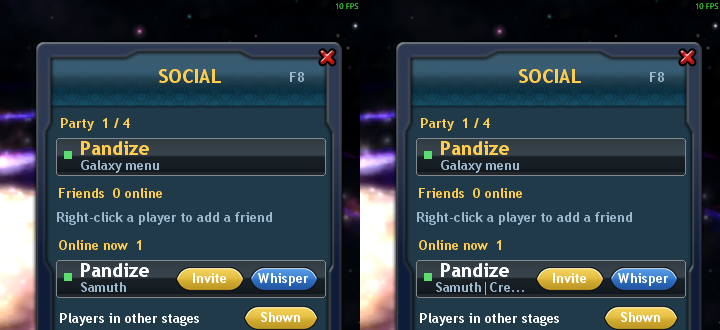 10 FPS
SOCIAL F8
Party 1 / 4
Pandize
Galaxy menu
Friends 0 online
Right-click a player to add a friend
Online now 1
Pandize
Samuth
Invite
Whisper
Players in other stages Shown
10 FPS
SOCIAL F8
Party 1 / 4
Pandize
Galaxy menu
Friends 0 online
Right-click a player to add a friend
Online now 1
Pandize
Samuth|Cre...
Invite
Whisper
Players in other stages Shown